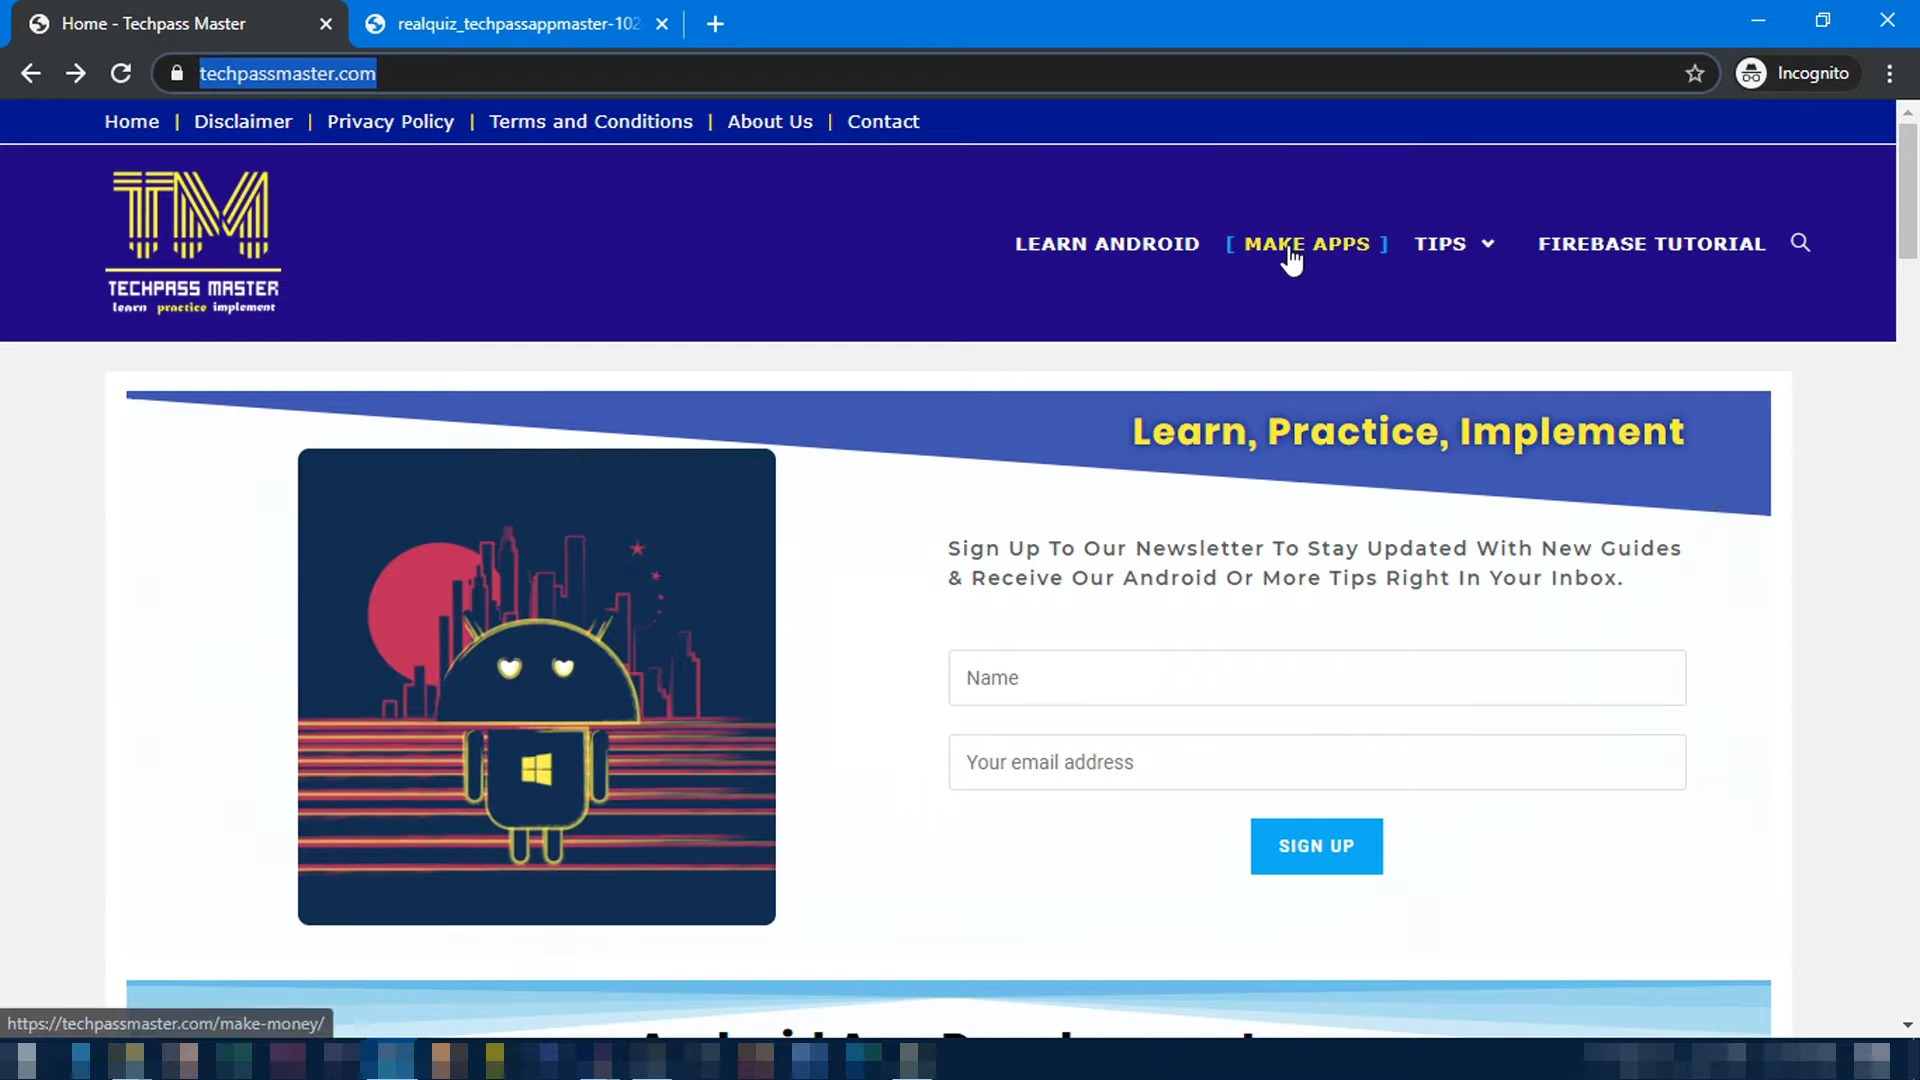 Home - Techpass Master
realquiz_techpassappmaster-102
techpassmaster.com
Incognito
Home | Disclaimer | Privacy Policy | Terms and Conditions | About Us | Contact
TM
TECHPASS MASTER
learn practice implement
LEARN ANDROID [ MAKE APPS ] TIPS FIREBASE TUTORIAL
Learn, Practice, Implement
Sign Up To Our Newsletter To Stay Updated With New Guides
& Receive Our Android Or More Tips Right In Your Inbox.
Name
Your email address
SIGN UP
https://techpassmaster.com/make-money/